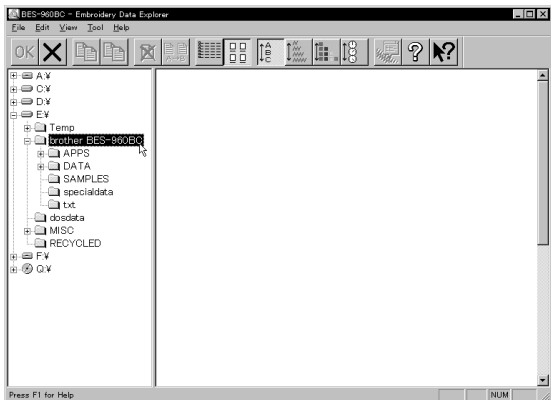 BES-960BC - Embroidery Data Explorer
File Edit View Tool Help
OK
A:¥
C:¥
D:¥
E:¥
Temp
brother BES-960BC
APPS
DATA
SAMPLES
specialdata
txt
dosdata
MISC
RECYCLED
F:¥
Q:¥
Press F1 for Help NUM